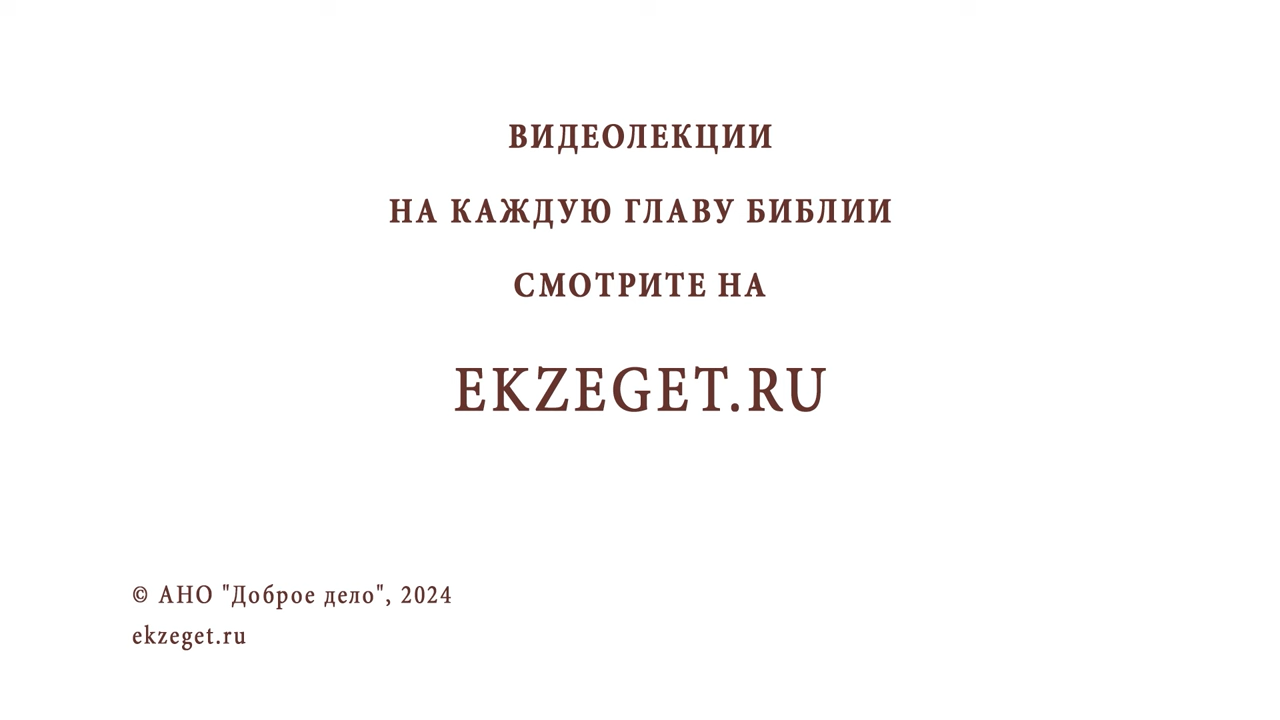 ВИДЕОЛЕКЦИИ
НА КАЖДУЮ ГЛАВУ БИБЛИИ
СМОТРИТЕ НА
EKZEGET.RU
© АНО "Доброе дело", 2024
ekzeget.ru